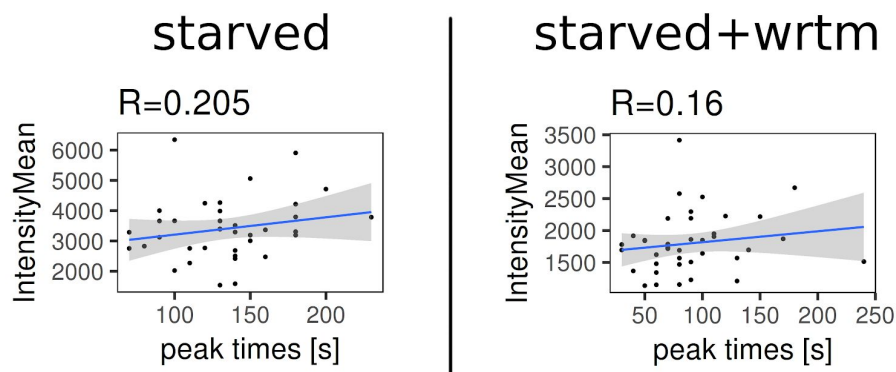 starved
R=0.205
IntensityMean
6000
5000
4000
3000
2000
100
150
200
peak times [s]
starved+wrtm
R=0.16
IntensityMean
3500
3000
2500
2000
1500
50
100
150
200
250
peak times [s]